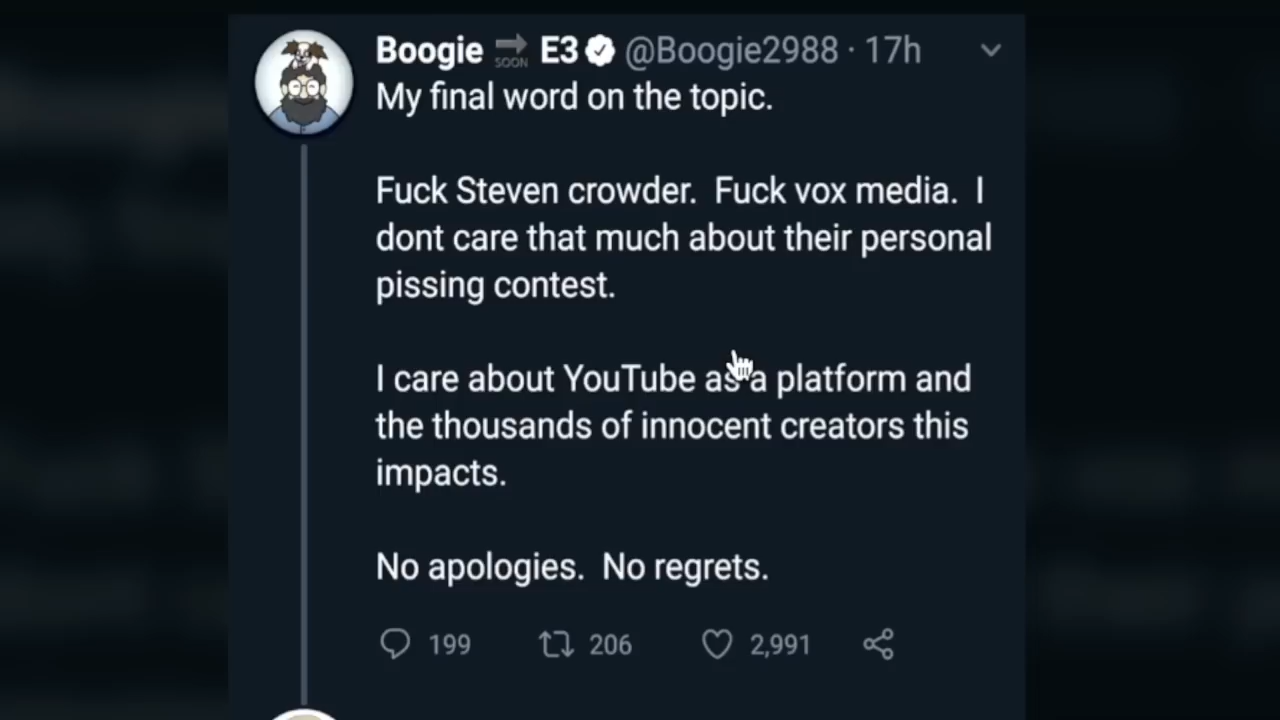 Boogie SOON E3 @Boogie2988 · 17h
My final word on the topic.
Fuck Steven crowder. Fuck vox media. I
dont care that much about their personal
pissing contest.
I care about YouTube as a platform and
the thousands of innocent creators this
impacts.
No apologies. No regrets.
199 206 2,991